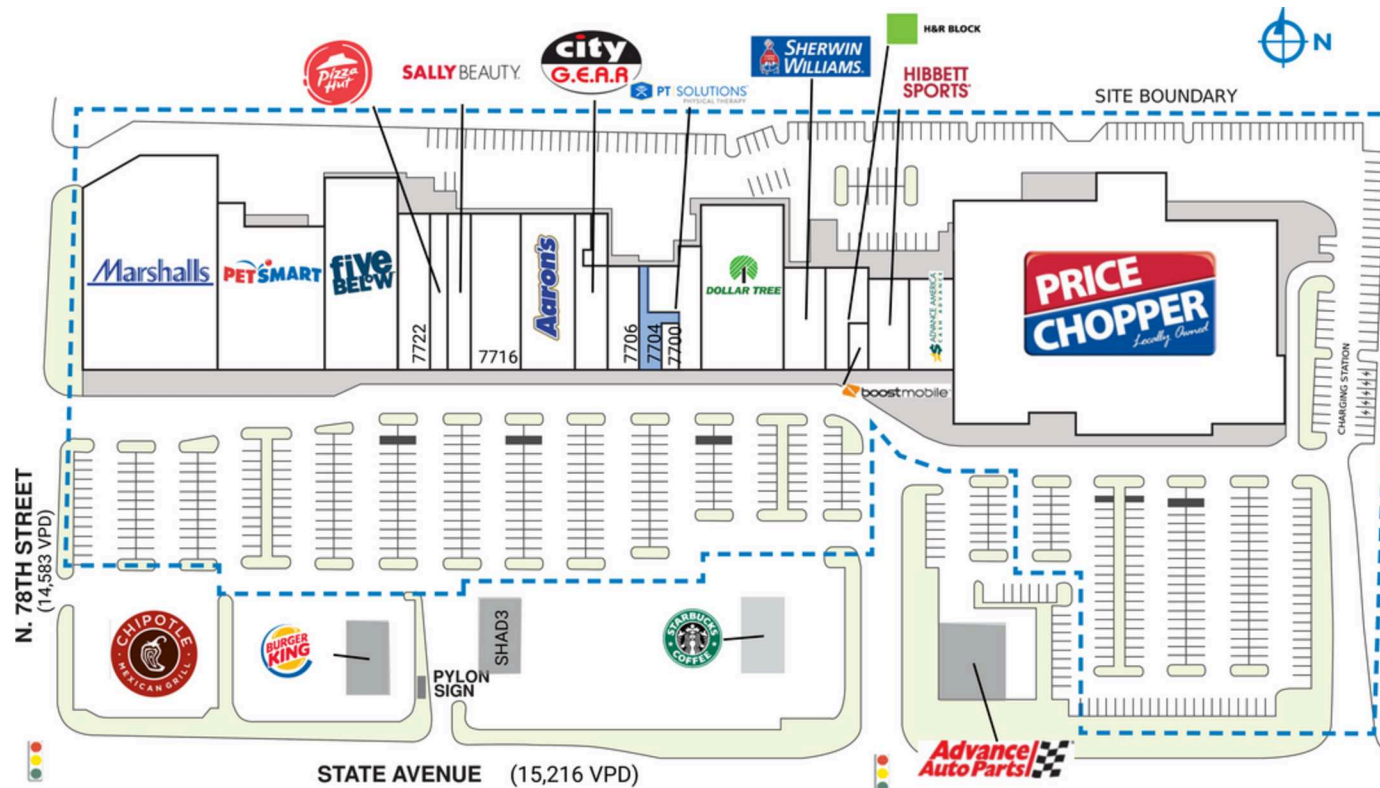 H&R BLOCK
N
Pizza Hut
SALLY BEAUTY
city G.E.A.R
PT SOLUTIONS
PHYSICAL THERAPY
SHERWIN WILLIAMS
HIBBETT SPORTS
SITE BOUNDARY
Marshalls
PETSMART
five BEL°W
7722
7716
Aaron's
7706
7704
7700
DOLLAR TREE
ADVANCE AMERICA
CASH ADVANCE
PRICE CHOPPER
Locally Owned
boostmobile
CHARGING STATION
N. 78TH STREET
(14,583 VPD)
CHIPOTLE
MEXICAN GRILL
BURGER KING
PYLON SIGN
SHAD3
STARBUCKS COFFEE
Advance Auto Parts
STATE AVENUE (15,216 VPD)